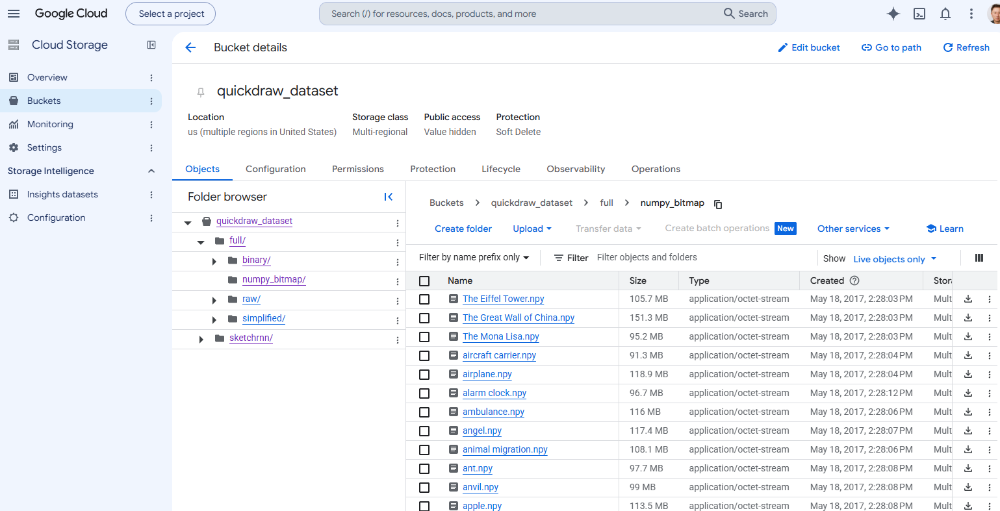 Google Cloud
Select a project
Search (/) for resources, docs, products, and more
Search
Cloud Storage
Overview
Buckets
Monitoring
Settings
Storage Intelligence
Insights datasets
Configuration
Bucket details
Edit bucket
Go to path
Refresh
quickdraw_dataset
Location Storage class Public access Protection
us (multiple regions in United States) Multi-regional Value hidden Soft Delete
Objects Configuration Permissions Protection Lifecycle Observability Operations
Folder browser
quickdraw_dataset
full/
binary/
numpy_bitmap/
raw/
simplified/
sketchrnn/
Buckets quickdraw_dataset full numpy_bitmap
Create folder Upload Transfer data Create batch operations New Other services Learn
Filter by name prefix only Filter Filter objects and folders Show Live objects only
Name Size Type Created Stor
The Eiffel Tower.npy 105.7 MB application/octet-stream May 18, 2017, 2:28:03 PM Mult
The Great Wall of China.npy 151.3 MB application/octet-stream May 18, 2017, 2:28:03 PM Mult
The Mona Lisa.npy 95.2 MB application/octet-stream May 18, 2017, 2:28:03 PM Mult
aircraft carrier.npy 91.3 MB application/octet-stream May 18, 2017, 2:28:04 PM Mult
airplane.npy 118.9 MB application/octet-stream May 18, 2017, 2:28:04 PM Mult
alarm clock.npy 96.7 MB application/octet-stream May 18, 2017, 2:28:12 PM Mult
ambulance.npy 116 MB application/octet-stream May 18, 2017, 2:28:06 PM Mult
angel.npy 117.4 MB application/octet-stream May 18, 2017, 2:28:07 PM Mult
animal migration.npy 108.1 MB application/octet-stream May 18, 2017, 2:28:06 PM Mult
ant.npy 97.7 MB application/octet-stream May 18, 2017, 2:28:08 PM Mult
anvil.npy 99 MB application/octet-stream May 18, 2017, 2:28:08 PM Mult
apple.npy 113.5 MB application/octet-stream May 18, 2017, 2:28:08 PM Mult